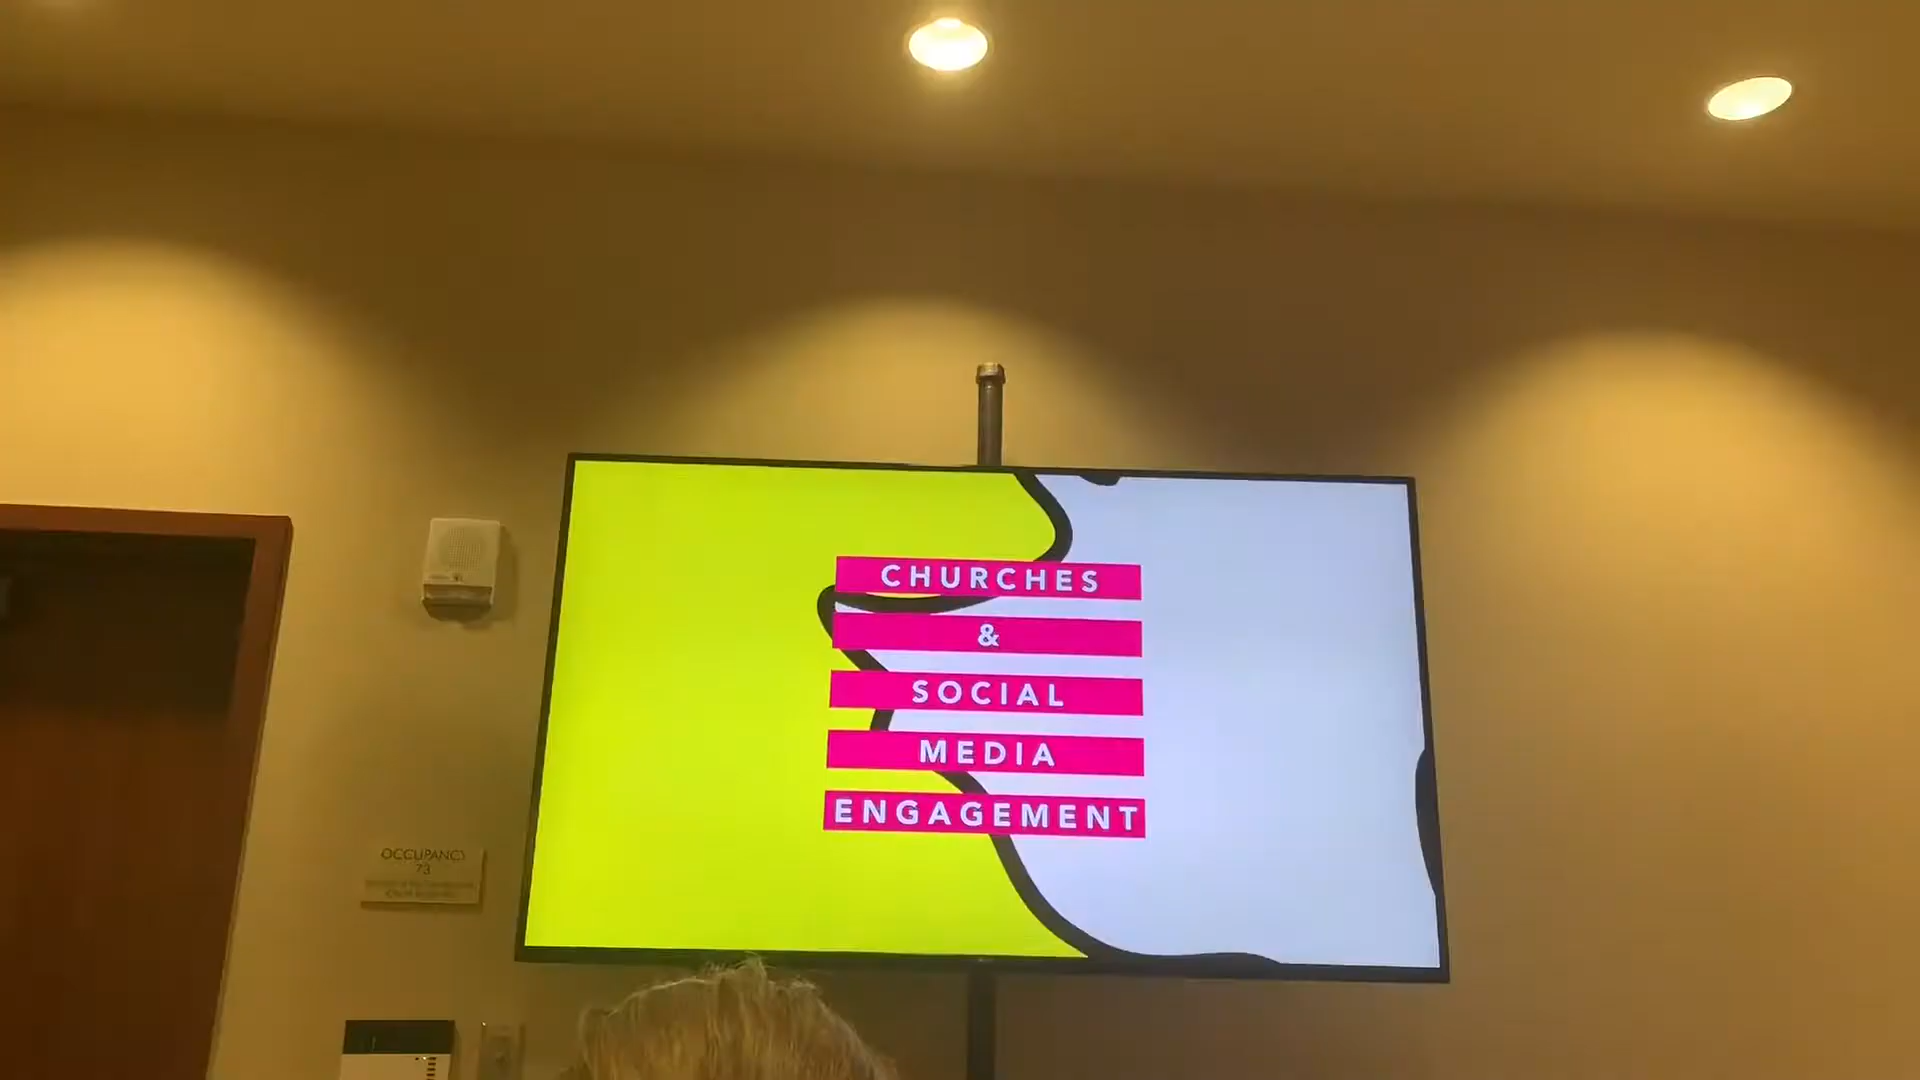 CHURCHES
&
SOCIAL
MEDIA
ENGAGEMENT
OCCUPANCY
73